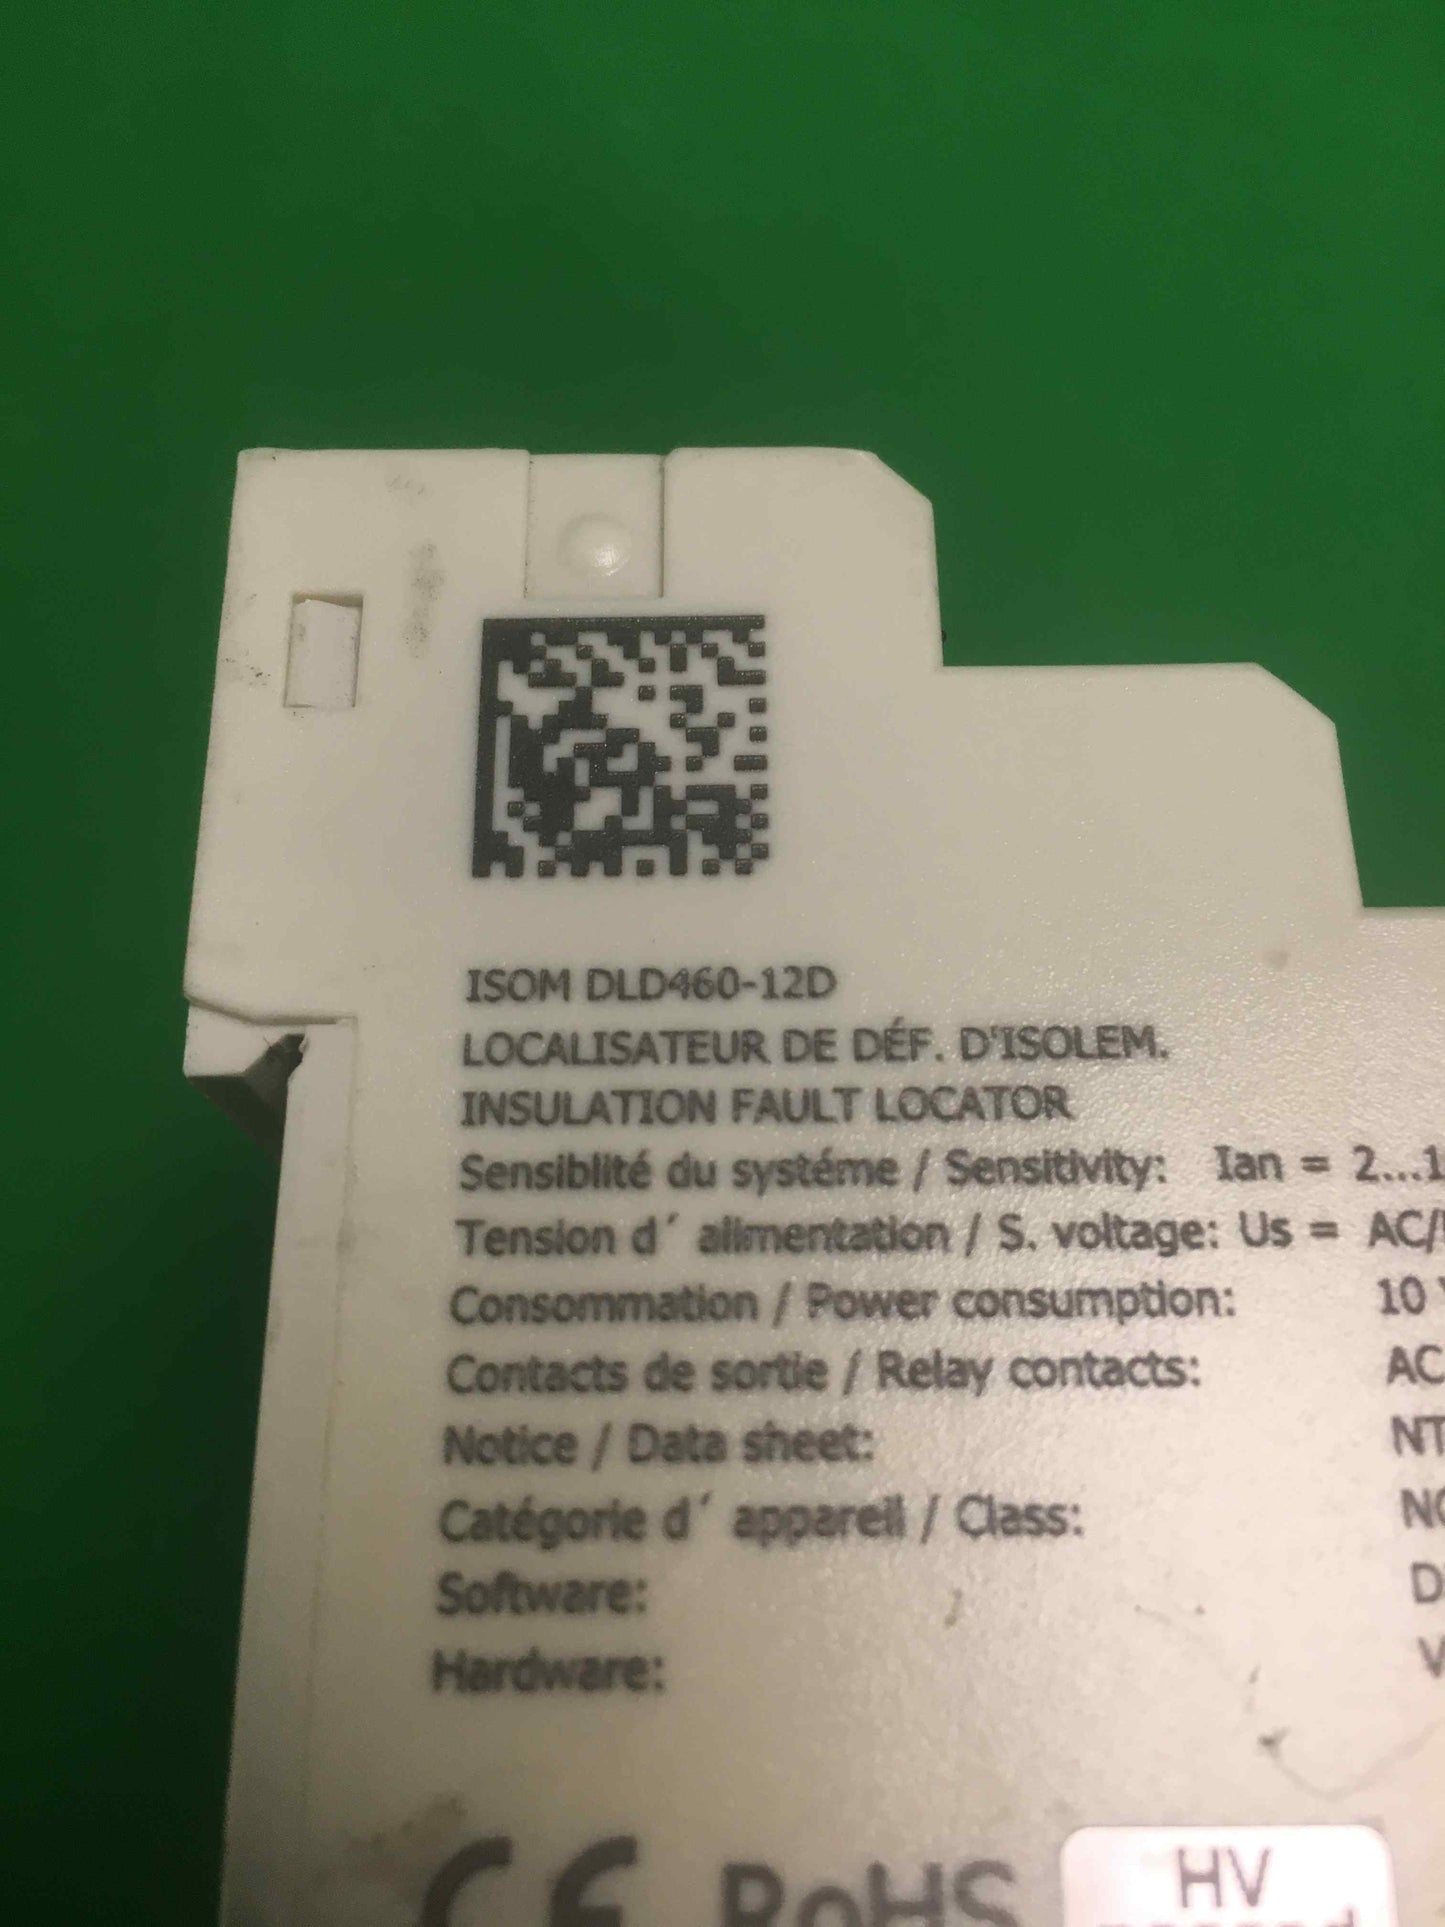 ISOM DLD460-12D
LOCALISATEUR DE DÉF. D'ISOLEM.
INSULATION FAULT LOCATOR
Sensiblité du systéme / Sensitivity: Ian = 2...1
Tension d´ alimentation / S. voltage: Us = AC/
Consommation / Power consumption: 10
Contacts de sortie / Relay contacts: AC
Notice / Data sheet: NT
Catégorie d´ appareil / Class:
Software: D
Hardware: V
CE RoHS HV